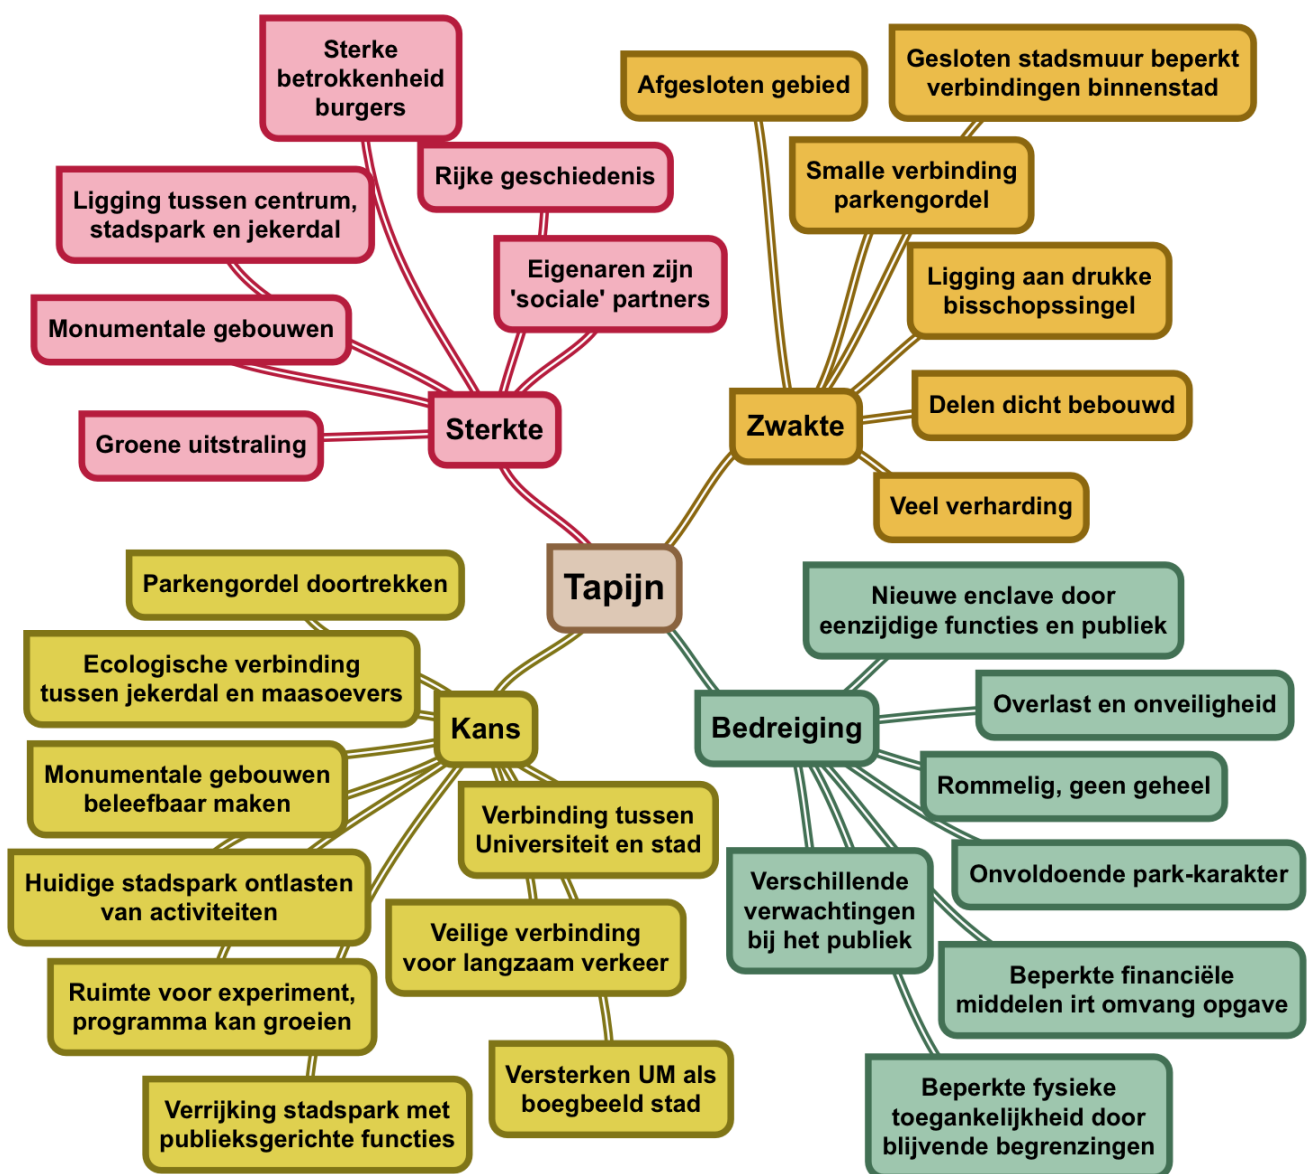 Sterke
betrokkenheid
burgers
Rijke geschiedenis
Ligging tussen centrum,
stadspark en jekerdal
Eigenaren zijn
'sociale' partners
Monumentale gebouwen
Groene uitstraling
Sterkte
Afgesloten gebied
Gesloten stadsmuur beperkt
verbindingen binnenstad
Smalle verbinding
parkengordel
Ligging aan drukke
bisschopssingel
Delen dicht bebouwd
Zwakte
Veel verharding
Tapijn
Parkengordel doortrekken
Ecologische verbinding
tussen jekerdal en maasoevers
Kans
Monumentale gebouwen
beleefbaar maken
Verbinding tussen
Universiteit en stad
Huidige stadspark ontlasten
van activiteiten
Veilige verbinding
voor langzaam verkeer
Ruimte voor experiment,
programma kan groeien
Versterken UM als
boegbeeld stad
Verrijking stadspark met
publieksgerichte functies
Nieuwe enclave door
eenzijdige functies en publiek
Overlast en onveiligheid
Bedreiging
Rommelig, geen geheel
Onvoldoende park-karakter
Verschillende
verwachtingen
bij het publiek
Beperkte financiële
middelen irt omvang opgave
Beperkte fysieke
toegankelijkheid door
blijvende begrenzingen